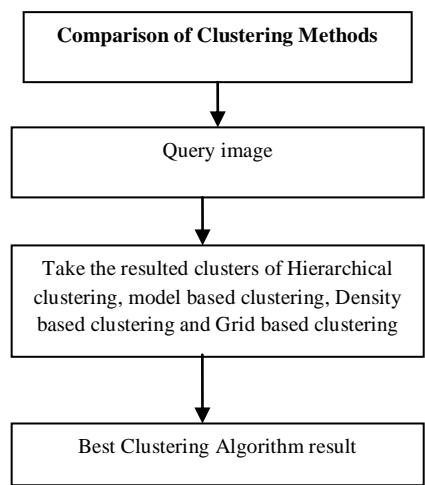 Comparison of Clustering Methods
Query image
Take the resulted clusters of Hierarchical
clustering, model based clustering, Density
based clustering and Grid based clustering
Best Clustering Algorithm result